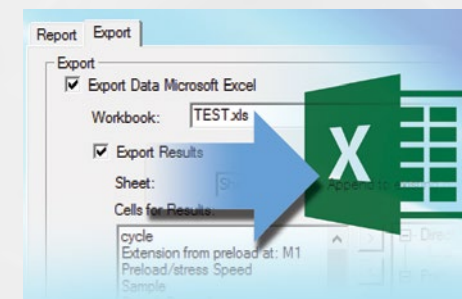 Report Export
Export
Export Data Microsoft Excel
Workbook: TEST.xls
Export Results
Sheet: Append to
Cells for Results:
cycle
Extension from preload at: M1
Preload/stress Speed
Sample
X